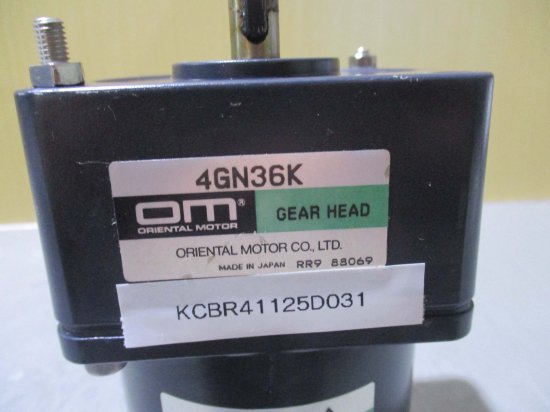 4GN36K
OM®
ORIENTAL MOTOR
GEAR HEAD
ORIENTAL MOTOR CO., LTD.
MADE IN JAPAN RR9 88069
KCBR41125D031